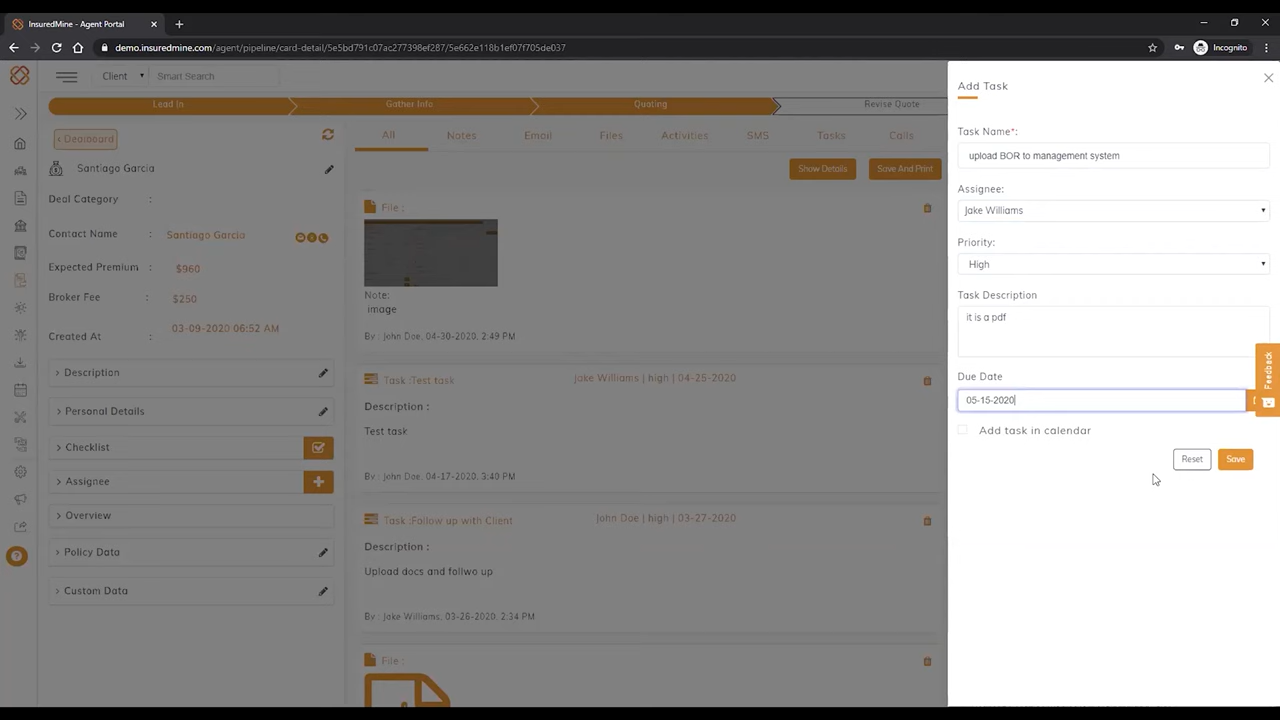 InsuredMine - Agent Portal
demo.insuredmine.com/agent/pipeline/card-detail/5e5bd791c07ac277398ef287/5e662e118b1ef07f705de037
Incognito
Client
Smart Search
Lead In
Gather Info
Quoting
Revise Quote
< Dealboard
Santiago Garcia
Deal Category :
Contact Name : Santiago Garcia
Expected Premium : $960
Broker Fee : $250
Created At : 03-09-2020 06:52 AM
Description
Personal Details
Checklist
Assignee
Overview
Policy Data
Custom Data
All
Notes
Email
Files
Activities
SMS
Tasks
Calls
Show Details
Save And Print
File :
Note:
image
By : John Doe, 04-30-2020, 2:49 PM
Task :Test task
Jake Williams | high | 04-25-2020
Description :
Test task
By : John Doe, 04-17-2020, 3:40 PM
Task :Follow up with Client
John Doe | high | 03-27-2020
Description :
Upload docs and follwo up
By : Jake Williams, 03-26-2020, 2:34 PM
File :
Add Task
Task Name*:
upload BOR to management system
Assignee:
Jake Williams
Priority:
High
Task Description
it is a pdf
Due Date
05-15-2020
Add task in calendar
Reset
Save
Feedback